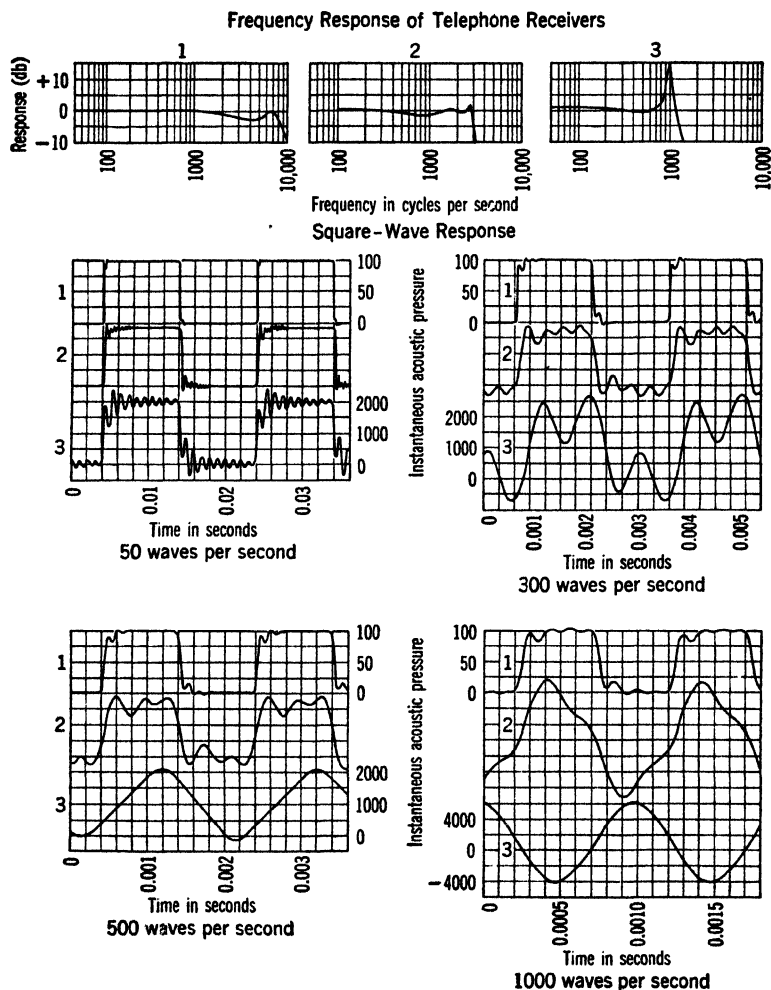 Frequency Response of Telephone Receivers
1 2 3
Response (db)
+10
0
-10
100 1000 10,000 100 1000 10,000 100 1000 10,000
Frequency in cycles per second
Square-Wave Response
1
2
3
100
50
0
2000
1000
0
0 0.01 0.02 0.03
Time in seconds
50 waves per second
Instantaneous acoustic pressure
100
50
0
2000
1000
0
1
2
3
0 0.001 0.002 0.003 0.004 0.005
Time in seconds
300 waves per second
1
2
3
100
50
0
2000
1000
0
0 0.001 0.002 0.003
Time in seconds
500 waves per second
Instantaneous acoustic pressure
100
50
0
4000
0
-4000
1
2
3
0 0.0005 0.0010 0.0015
Time in seconds
1000 waves per second